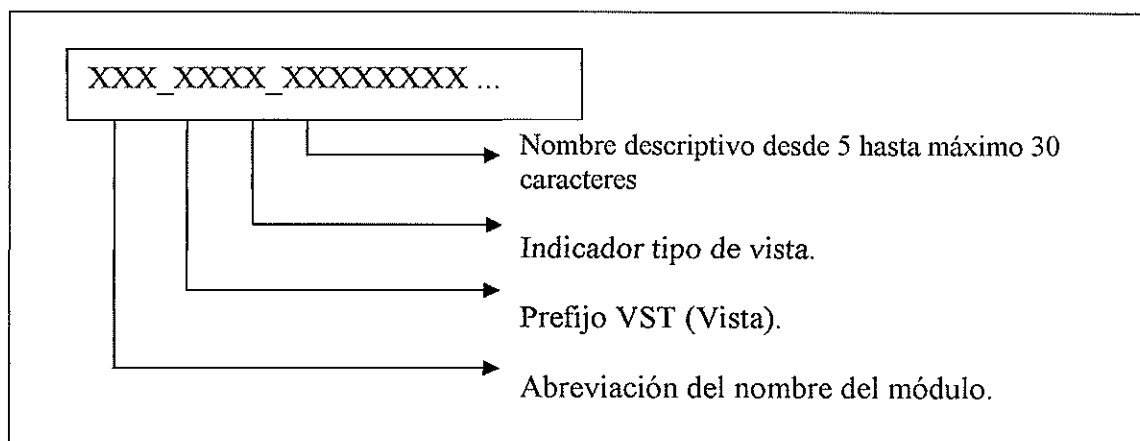 XXX_XXXX_XXXXXXXX ...
Nombre descriptivo desde 5 hasta máximo 30
caracteres
Indicador tipo de vista.
Prefijo VST (Vista).
Abreviación del nombre del módulo.